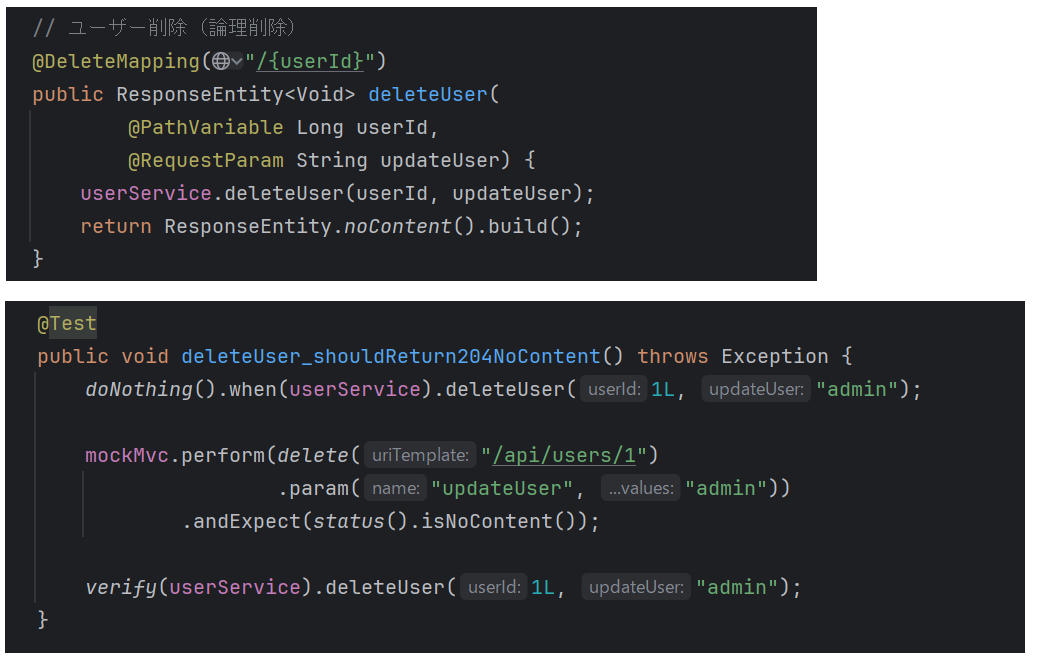 // ユーザー削除（論理削除）
@DeleteMapping("/{userId}")
public ResponseEntity<Void> deleteUser(
@PathVariable Long userId,
@RequestParam String updateUser) {
userService.deleteUser(userId, updateUser);
return ResponseEntity.noContent().build();
}
@Test
public void deleteUser_shouldReturn204NoContent() throws Exception {
doNothing().when(userService).deleteUser( userId: 1L, updateUser: "admin");
mockMvc.perform(delete( uriTemplate: "/api/users/1")
.param( name: "updateUser", ...values: "admin"))
.andExpect(status().isNoContent());
verify(userService).deleteUser( userId: 1L, updateUser: "admin");
}